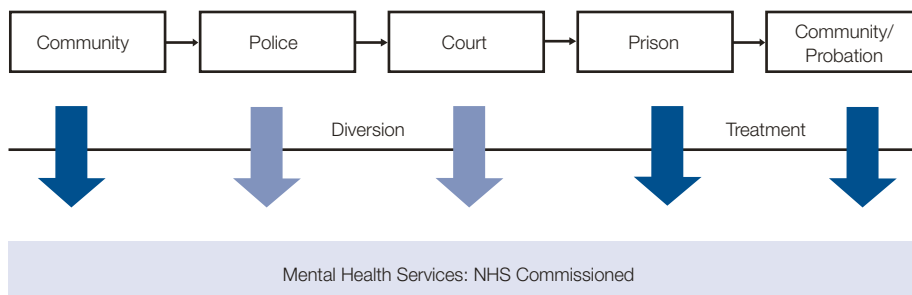 Community
Police
Court
Prison
Community/
Probation
Diversion
Treatment
Mental Health Services: NHS Commissioned